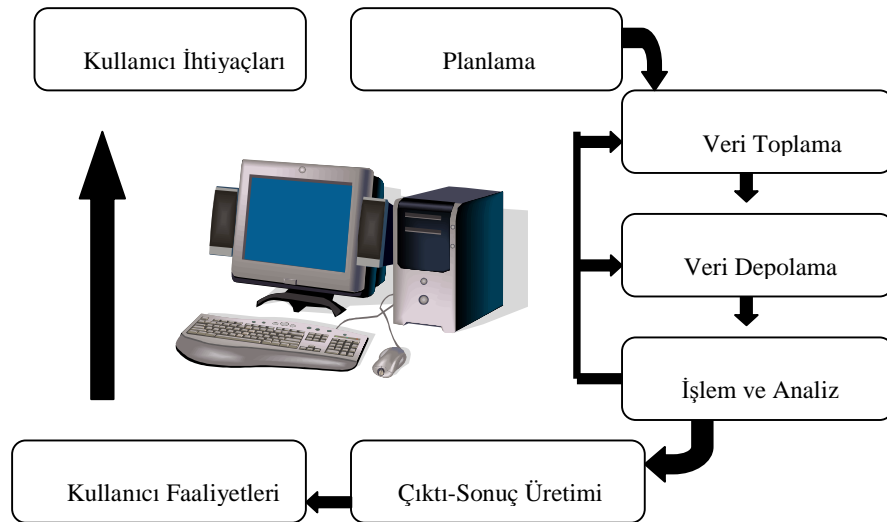 Kullanıcı İhtiyaçları
Planlama
Veri Toplama
Veri Depolama
İşlem ve Analiz
Çıktı-Sonuç Üretimi
Kullanıcı Faaliyetleri